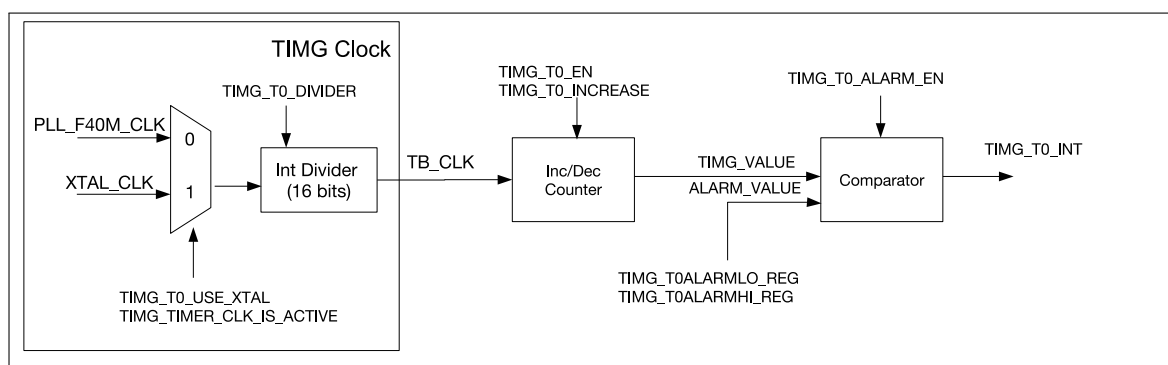 TIMG Clock
TIMG_T0_DIVIDER
PLL_F40M_CLK
0
XTAL_CLK
1
Int Divider
(16 bits)
TIMG_T0_USE_XTAL
TIMG_TIMER_CLK_IS_ACTIVE
TB_CLK
TIMG_T0_EN
TIMG_T0_INCREASE
Inc/Dec
Counter
TIMG_VALUE
ALARM_VALUE
TIMG_T0ALARMLO_REG
TIMG_T0ALARMHI_REG
TIMG_T0_ALARM_EN
Comparator
TIMG_T0_INT